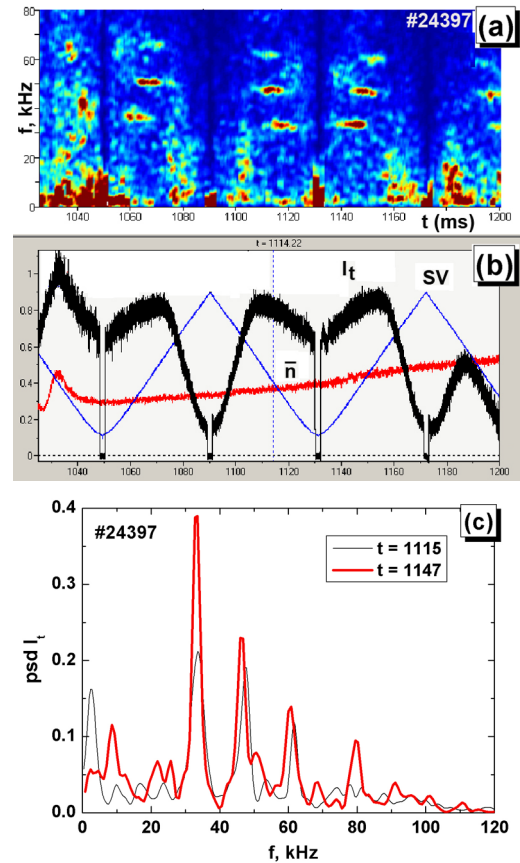 #24397 (a)
80
60
40
20
0
f, kHz
1040 1060 1080 1100 1120 1140 1160 1200
t (ms)
t = 1114.22
(b)
1
0.8
0.6
0.4
0.2
0
It
SV
n̅
1040 1060 1080 1100 1120 1140 1160 1180 1200
(c)
#24397
t = 1115
t = 1147
0.4
0.3
0.2
0.1
0.0
psd It
0 20 40 60 80 100 120
f, kHz